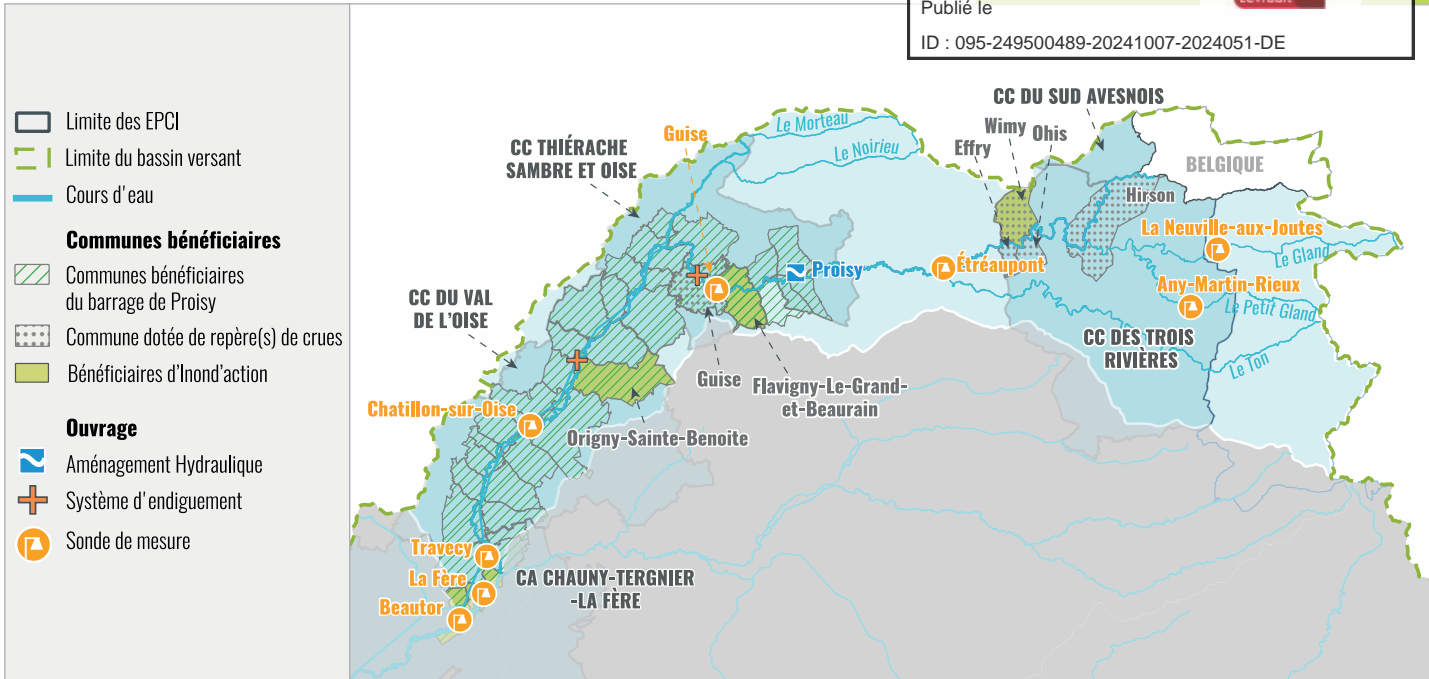 Publié le
ID : 095-249500489-20241007-2024051-DE
Limite des EPCI
Limite du bassin versant
Cours d'eau
Communes bénéficiaires
Communes bénéficiaires
du barrage de Proisy
Commune dotée de repère(s) de crues
Bénéficiaires d'Inond'action
Ouvrage
Aménagement Hydraulique
Système d'endiguement
Sonde de mesure
CC DU SUD AVESNOIS
Wimy
Ohis
Effry
Guise
Le Morteau
Le Noirieu
CC THIÉRACHE
SAMBRE ET OISE
BELGIQUE
Hirson
La Neuville-aux-Joutes
Le Gland
Proisy
Étréaupont
Any-Martin-Rieux
Le Petit Gland
CC DU VAL
DE L'OISE
CC DES TROIS
RIVIÈRES
Le Ton
Guise
Flavigny-Le-Grand-
et-Beaurain
Chatillon-sur-Oise
Origny-Sainte-Benoite
Travecy
La Fère
CA CHAUNY-TERGNIER
-LA FÈRE
Beautor